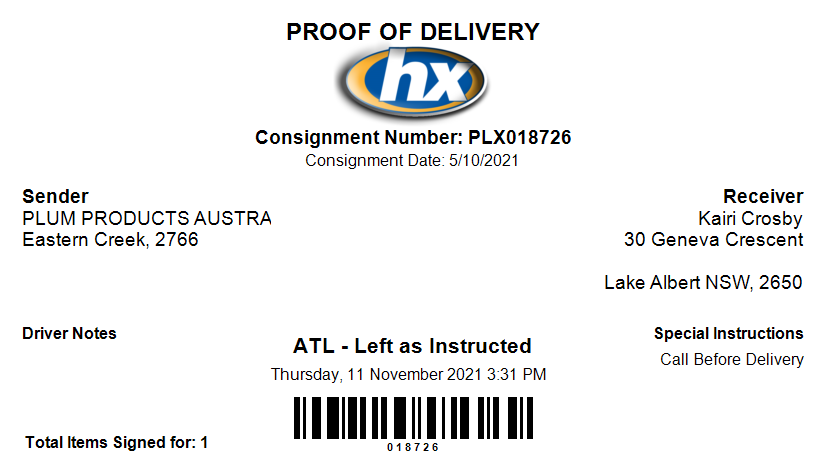 PROOF OF DELIVERY
hx
Consignment Number: PLX018726
Consignment Date: 5/10/2021
Sender
PLUM PRODUCTS AUSTRA
Eastern Creek, 2766
Receiver
Kairi Crosby
30 Geneva Crescent
Lake Albert NSW, 2650
Driver Notes
ATL - Left as Instructed
Thursday, 11 November 2021 3:31 PM
Special Instructions
Call Before Delivery
018726
Total Items Signed for: 1